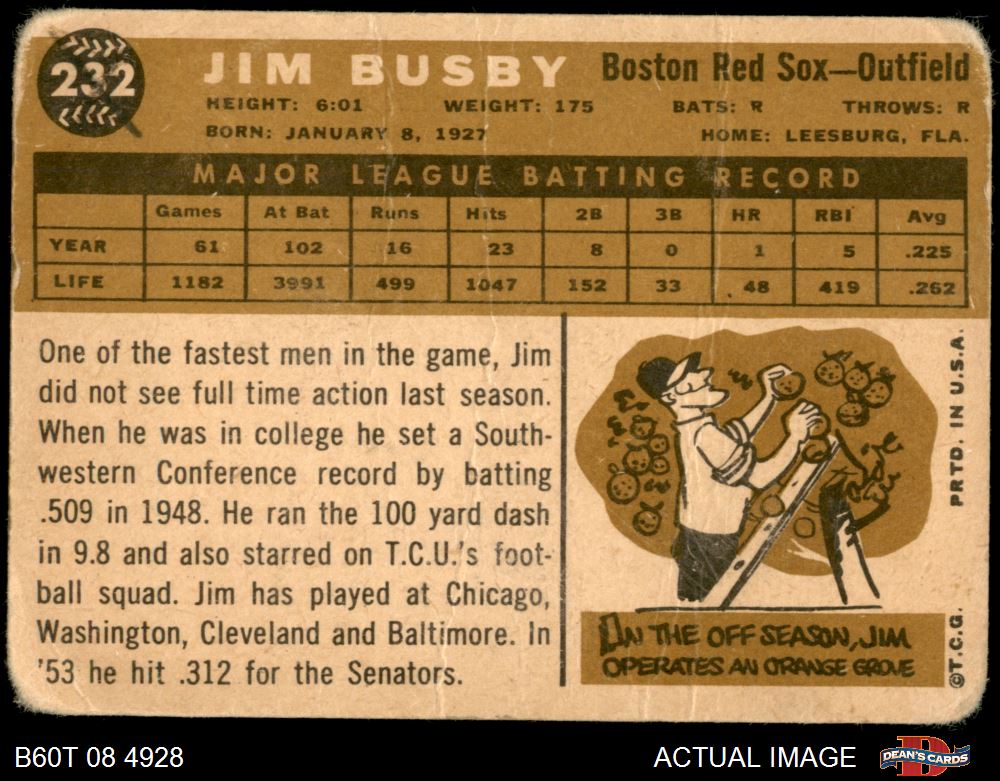 232
JIM BUSBY
Boston Red Sox—Outfield
HEIGHT: 6:01 WEIGHT: 175 BATS: R THROWS: R
BORN: JANUARY 8, 1927 HOME: LEESBURG, FLA.
MAJOR LEAGUE BATTING RECORD
Games At Bat Runs Hits 2B 3B HR RBI Avg
YEAR 61 102 16 23 8 0 1 5 .225
LIFE 1182 3991 499 1047 152 33 48 419 .262
One of the fastest men in the game, Jim
did not see full time action last season.
When he was in college he set a South-
western Conference record by batting
.509 in 1948. He ran the 100 yard dash
in 9.8 and also starred on T.C.U.'s foot-
ball squad. Jim has played at Chicago,
Washington, Cleveland and Baltimore. In
'53 he hit .312 for the Senators.
IN THE OFF SEASON, JIM
OPERATES AN ORANGE GROVE
©T.C.G. PRTD. IN U.S.A.
B60T 08 4928
ACTUAL IMAGE
DEAN'S CARDS